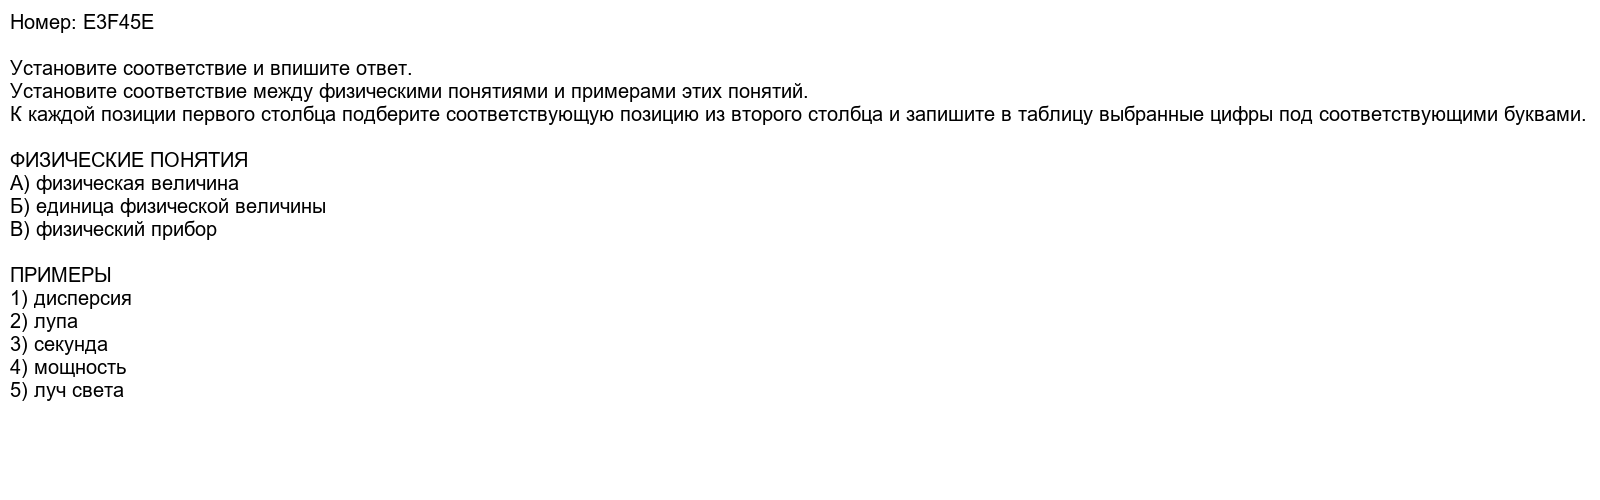 Номер: E3F45E
Установите соответствие и впишите ответ.
Установите соответствие между физическими понятиями и примерами этих понятий.
К каждой позиции первого столбца подберите соответствующую позицию из второго столбца и запишите в таблицу выбранные цифры под соответствующими буквами.
ФИЗИЧЕСКИЕ ПОНЯТИЯ
А) физическая величина
Б) единица физической величины
В) физический прибор
ПРИМЕРЫ
1) дисперсия
2) лупа
3) секунда
4) мощность
5) луч света